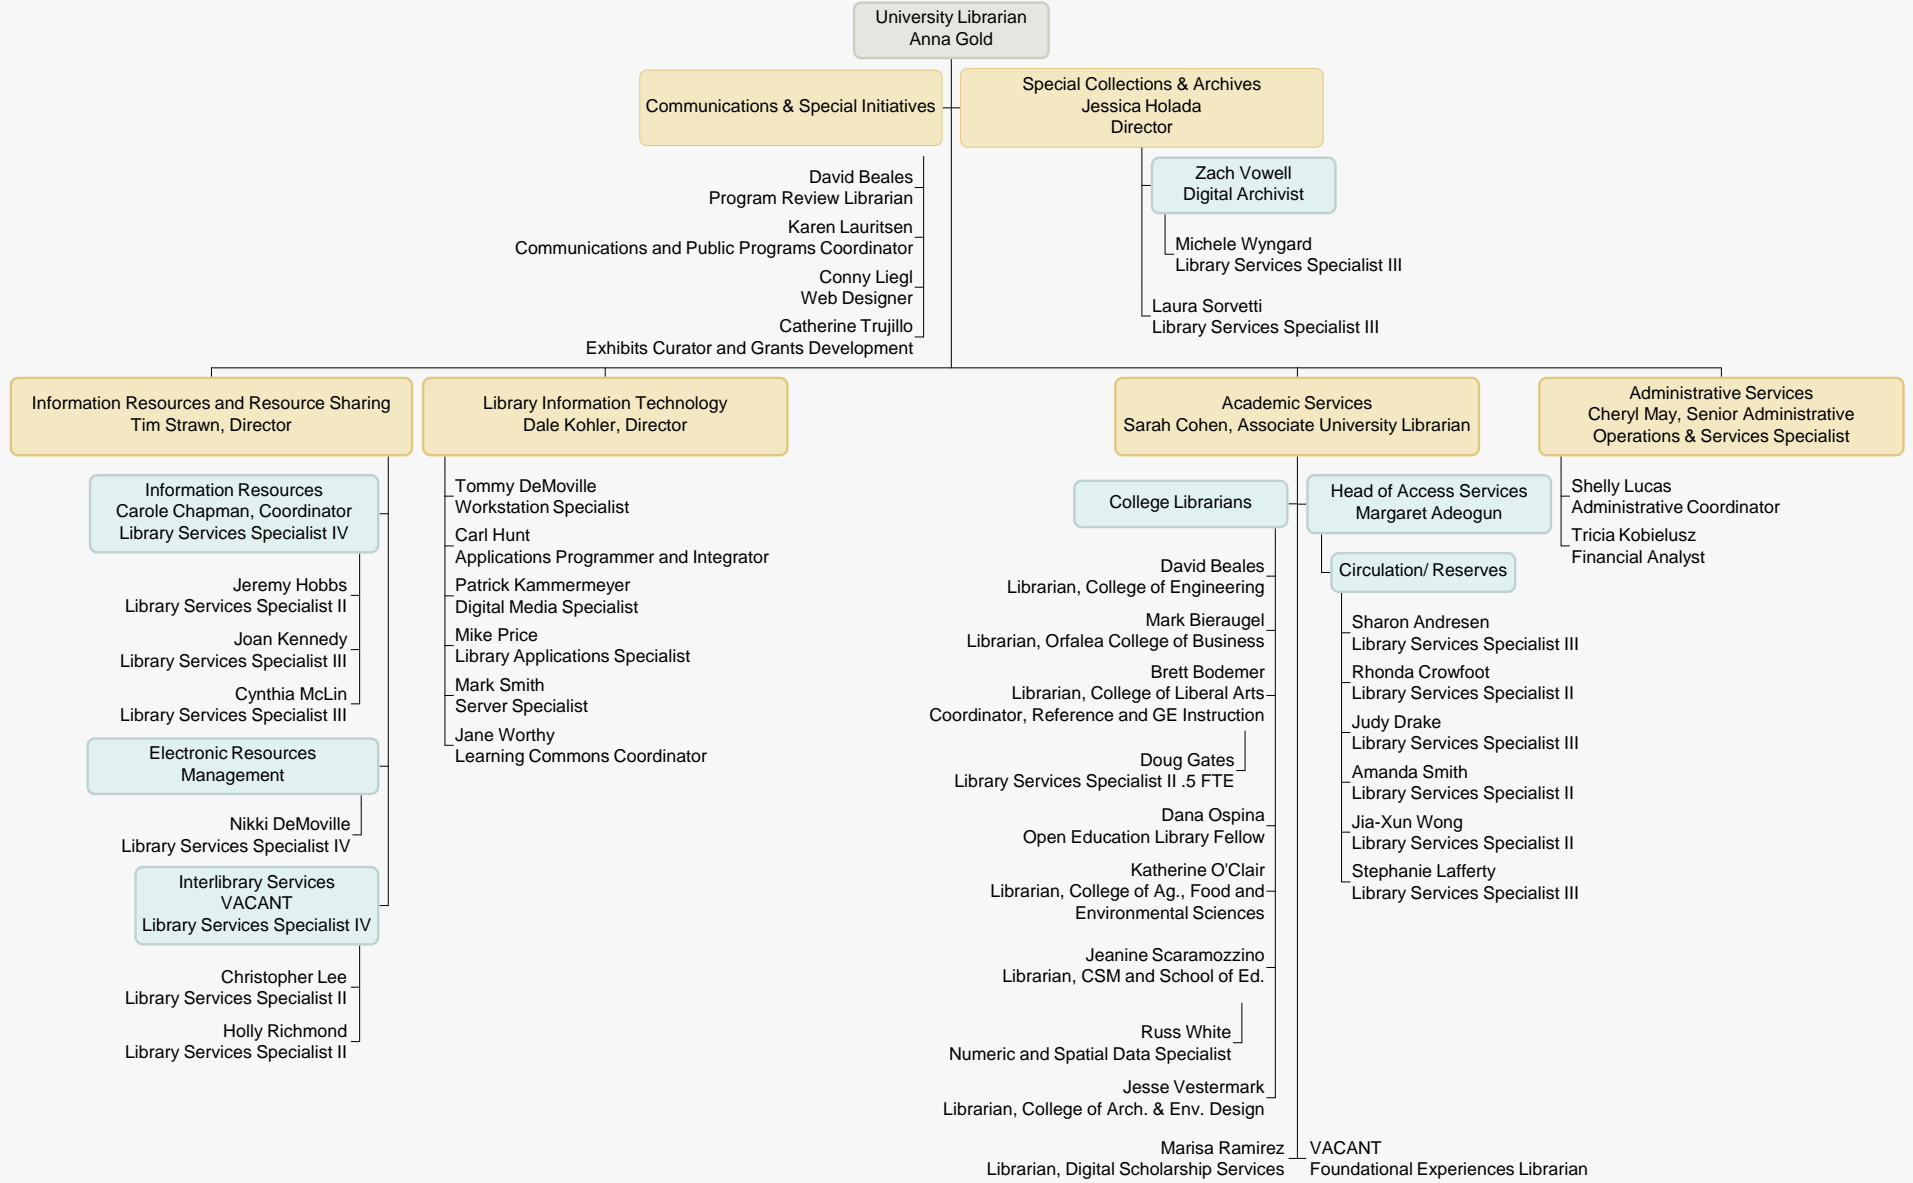 University Librarian
Anna Gold
Communications & Special Initiatives
Special Collections & Archives
Jessica Holada
Director
David Beales
Program Review Librarian
Karen Lauritsen
Communications and Public Programs Coordinator
Conny Liegl
Web Designer
Catherine Trujillo
Exhibits Curator and Grants Development
Zach Vowell
Digital Archivist
Michele Wyngard
Library Services Specialist III
Laura Sorvetti
Library Services Specialist III
Information Resources and Resource Sharing
Tim Strawn, Director
Information Resources
Carole Chapman, Coordinator
Library Services Specialist IV
Jeremy Hobbs
Library Services Specialist II
Joan Kennedy
Library Services Specialist III
Cynthia McLin
Library Services Specialist III
Electronic Resources
Management
Nikki DeMoville
Library Services Specialist IV
Interlibrary Services
VACANT
Library Services Specialist IV
Christopher Lee
Library Services Specialist II
Holly Richmond
Library Services Specialist II
Library Information Technology
Dale Kohler, Director
Tommy DeMoville
Workstation Specialist
Carl Hunt
Applications Programmer and Integrator
Patrick Kammermeyer
Digital Media Specialist
Mike Price
Library Applications Specialist
Mark Smith
Server Specialist
Jane Worthy
Learning Commons Coordinator
Academic Services
Sarah Cohen, Associate University Librarian
College Librarians
David Beales
Librarian, College of Engineering
Mark Bieraugel
Librarian, Orfalea College of Business
Brett Bodemer
Librarian, College of Liberal Arts
Coordinator, Reference and GE Instruction
Doug Gates
Library Services Specialist II .5 FTE
Dana Ospina
Open Education Library Fellow
Katherine O'Clair
Librarian, College of Ag., Food and
Environmental Sciences
Jeanine Scaramozzino
Librarian, CSM and School of Ed.
Russ White
Numeric and Spatial Data Specialist
Jesse Vestermark
Librarian, College of Arch. & Env. Design
Marisa Ramirez
Librarian, Digital Scholarship Services
Head of Access Services
Margaret Adeogun
Circulation/ Reserves
Sharon Andresen
Library Services Specialist III
Rhonda Crowfoot
Library Services Specialist II
Judy Drake
Library Services Specialist III
Amanda Smith
Library Services Specialist II
Jia-Xun Wong
Library Services Specialist II
Stephanie Lafferty
Library Services Specialist III
VACANT
Foundational Experiences Librarian
Administrative Services
Cheryl May, Senior Administrative
Operations & Services Specialist
Shelly Lucas
Administrative Coordinator
Tricia Kobielusz
Financial Analyst